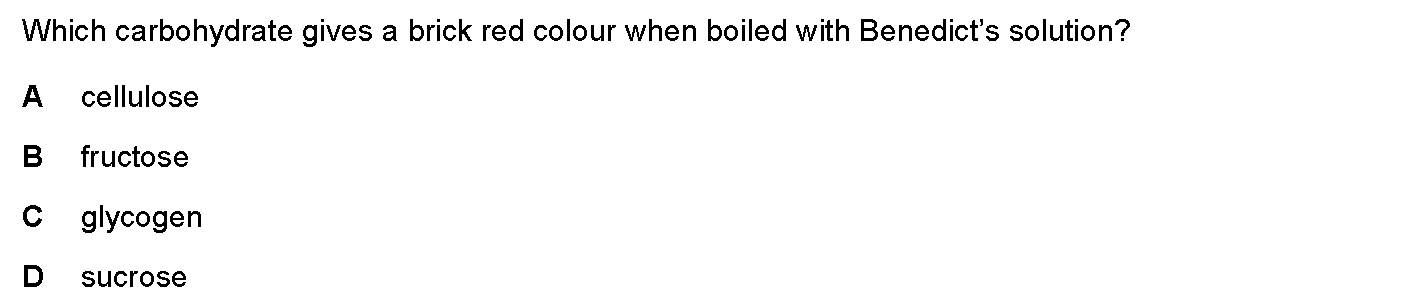 Which carbohydrate gives a brick red colour when boiled with Benedict's solution?
A cellulose
B fructose
C glycogen
D sucrose